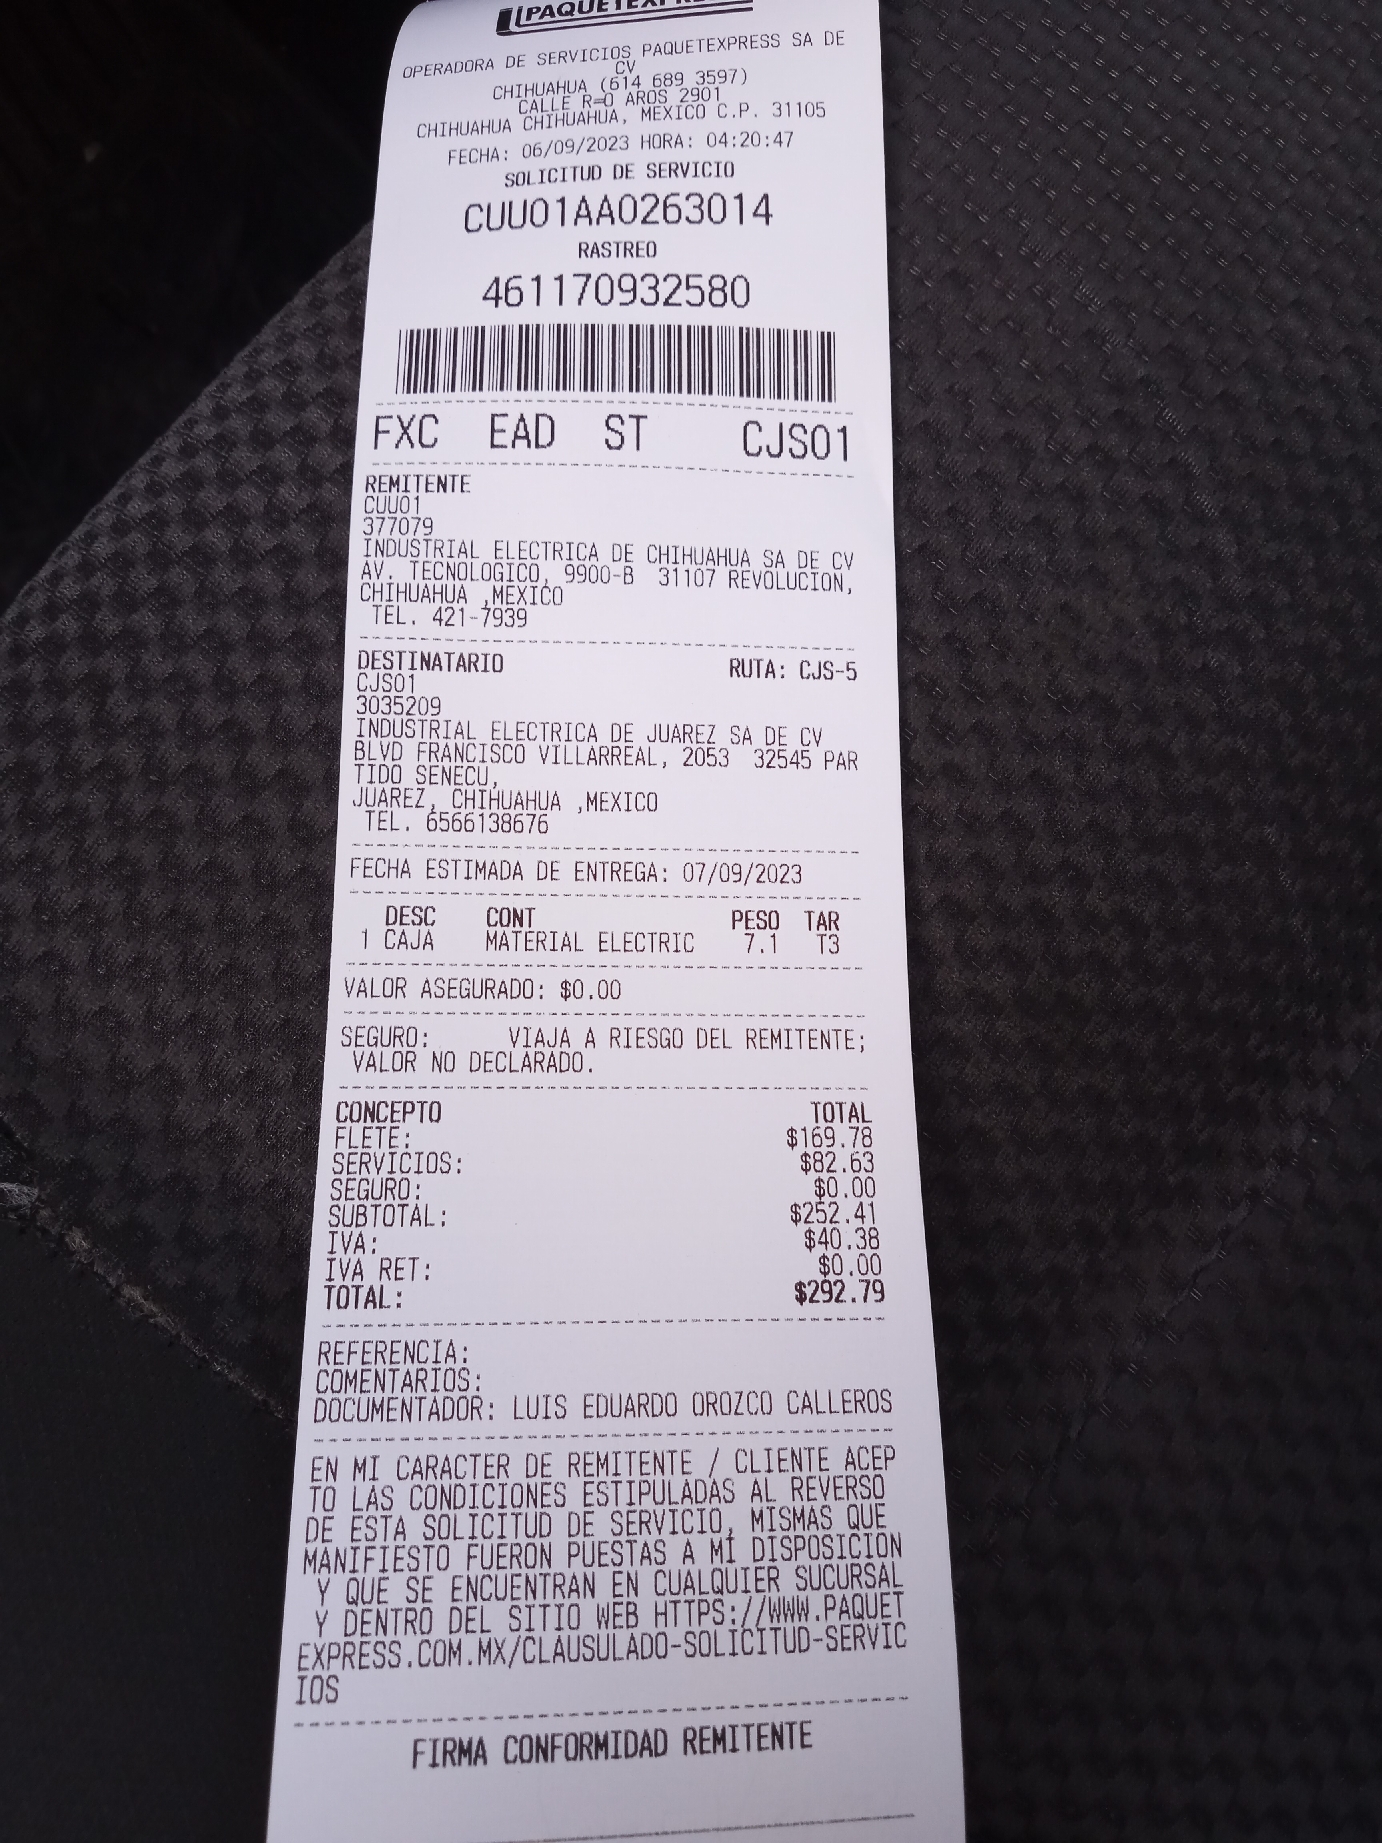 OPERADORA DE SERVICIOS PAQUETEXPRESS SA DE
CV
CHIHUAHUA (614 689 3597)
CALLE R=O AROS 2901
CHIHUAHUA CHIHUAHUA, MEXICO C.P. 31105
FECHA: 06/09/2023 HORA: 04:20:47
SOLICITUD DE SERVICIO
CUU01AA0263014
RASTREO
461170932580
FXC EAD ST CJS01
REMITENTE
CUU01
377079
INDUSTRIAL ELECTRICA DE CHIHUAHUA SA DE CV
AV. TECNOLOGICO, 9900-B 31107 REVOLUCION,
CHIHUAHUA ,MEXICO
TEL. 421-7939
DESTINATARIO RUTA: CJS-5
CJS01
3035209
INDUSTRIAL ELECTRICA DE JUAREZ SA DE CV
BLVD FRANCISCO VILLARREAL, 2053 32545 PAR
TIDO SENECU,
JUAREZ, CHIHUAHUA ,MEXICO
TEL. 6566138676
FECHA ESTIMADA DE ENTREGA: 07/09/2023
DESC CONT PESO TAR
1 CAJA MATERIAL ELECTRIC 7.1 T3
VALOR ASEGURADO: $0.00
SEGURO: VIAJA A RIESGO DEL REMITENTE;
VALOR NO DECLARADO.
CONCEPTO TOTAL
FLETE: $169.78
SERVICIOS: $82.63
SEGURO: $0.00
SUBTOTAL: $252.41
IVA: $40.38
IVA RET: $0.00
TOTAL: $292.79
REFERENCIA:
COMENTARIOS:
DOCUMENTADOR: LUIS EDUARDO OROZCO CALLEROS
EN MI CARACTER DE REMITENTE / CLIENTE ACEP
TO LAS CONDICIONES ESTIPULADAS AL REVERSO
DE ESTA SOLICITUD DE SERVICIO, MISMAS QUE
MANIFIESTO FUERON PUESTAS A MI DISPOSICION
Y QUE SE ENCUENTRAN EN CUALQUIER SUCURSAL
Y DENTRO DEL SITIO WEB HTTPS://WWW.PAQUET
EXPRESS.COM.MX/CLAUSULADO-SOLICITUD-SERVIC
IOS
FIRMA CONFORMIDAD REMITENTE